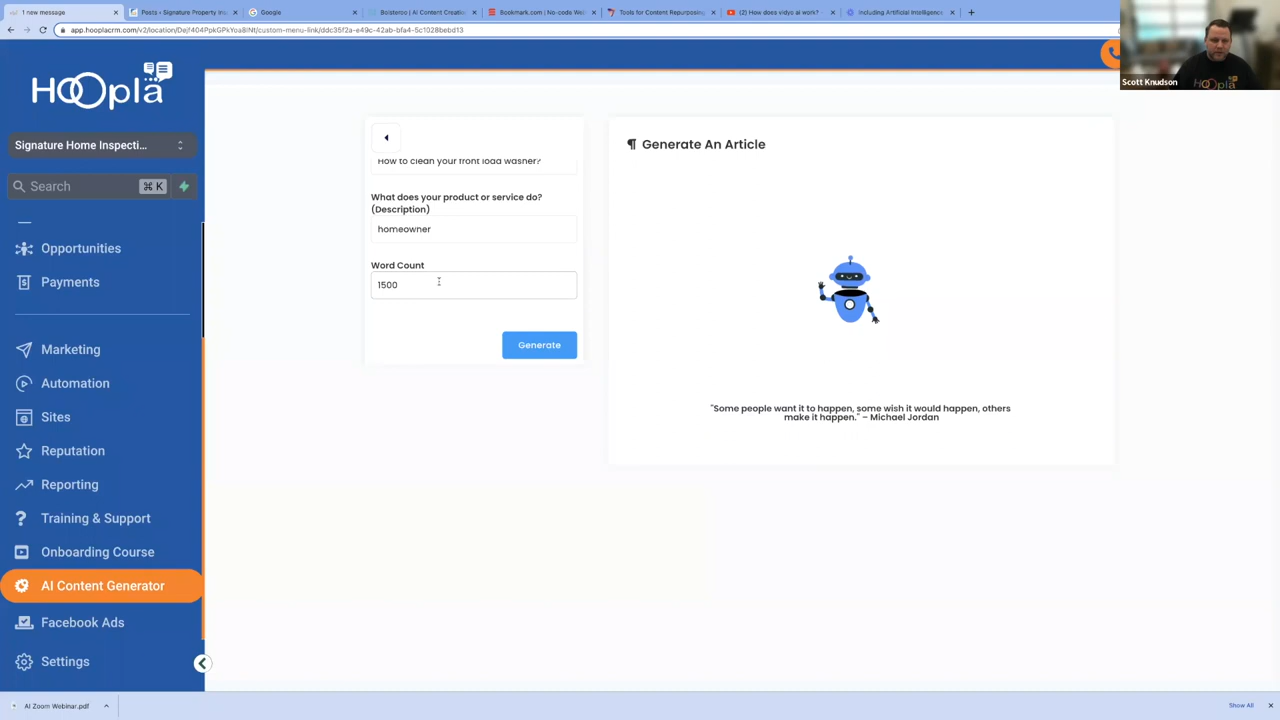 1 new message
Posts ‹ Signature Property Ins
Google
Bolsteroo | AI Content Creation
Bookmark.com | No-code Web
Tools for Content Repurposing
(2) How does vidyo ai work?
Including Artificial Intelligence
Scott Knudson
HOOpla
Signature Home Inspecti...
Search
⌘ K
Opportunities
Payments
Marketing
Automation
Sites
Reputation
Reporting
Training & Support
Onboarding Course
AI Content Generator
Facebook Ads
Settings
How to clean your front load washer?
What does your product or service do?
(Description)
homeowner
Word Count
1500
Generate
¶ Generate An Article
"Some people want it to happen, some wish it would happen, others
make it happen." – Michael Jordan
AI Zoom Webinar.pdf
Show All